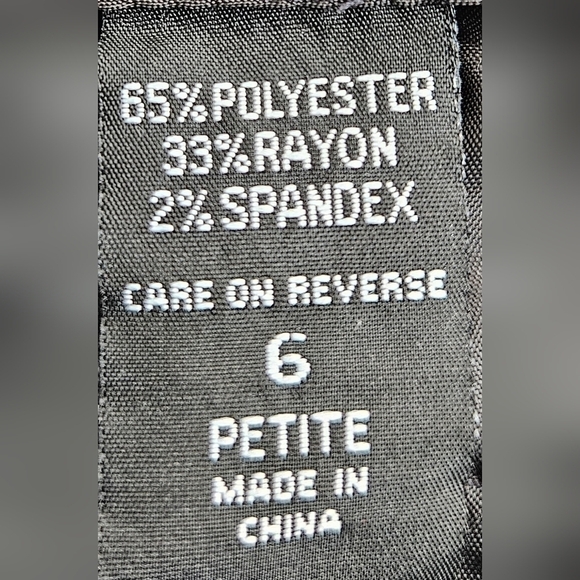 65% POLYESTER
33% RAYON
2% SPANDEX
CARE ON REVERSE
6
PETITE
MADE IN
CHINA